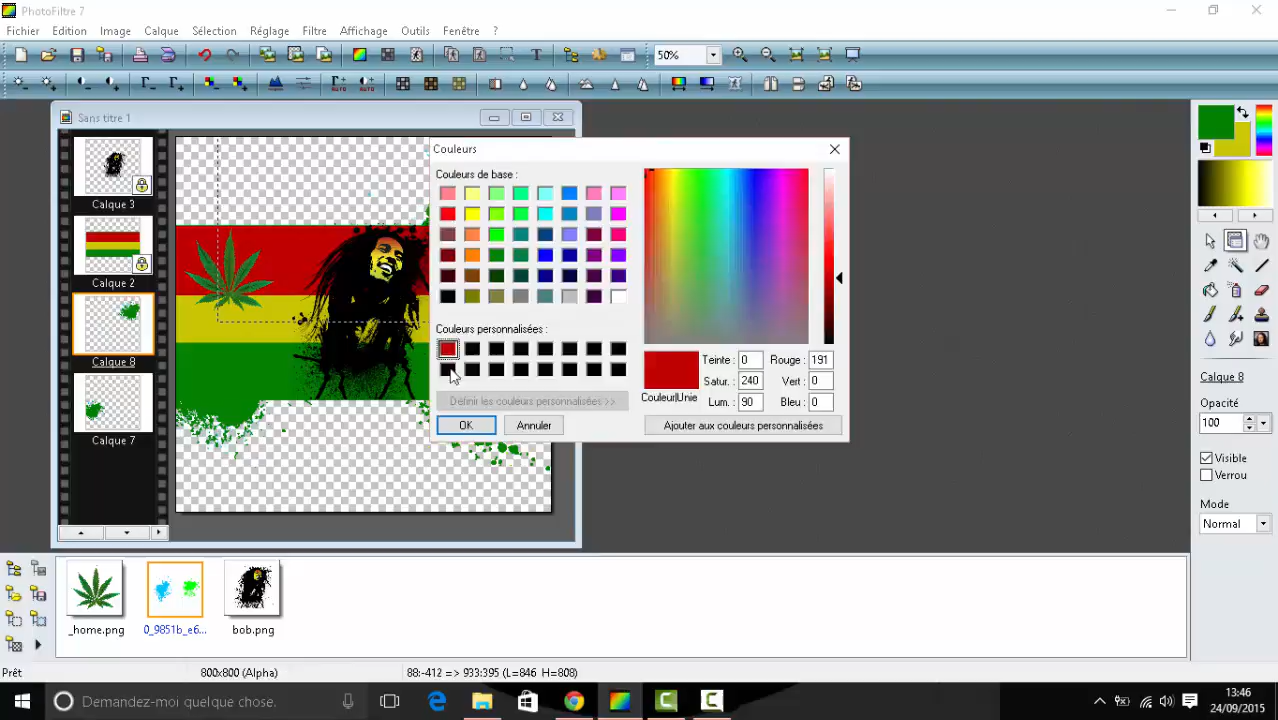 PhotoFiltre 7
Fichier Edition Image Calque Sélection Réglage Filtre Affichage Outils Fenêtre ?
50%
AUTO AUTO
Sans titre 1
Calque 3
Calque 2
Calque 8
Calque 7
Couleurs
Couleurs de base :
Couleurs personnalisées :
Définir les couleurs personnalisées >>
OK Annuler
Couleur|Unie
Teinte : 0 Rouge : 191
Satur. : 240 Vert : 0
Lum. : 90 Bleu : 0
Ajouter aux couleurs personnalisées
Calque 8
Opacité
100
Visible
Verrou
Mode
Normal
_home.png 0_9851b_e6... bob.png
Prêt 800x800 (Alpha) 88:-412 => 933:395 (L=846 H=808)
Demandez-moi quelque chose.
13:46
24/09/2015